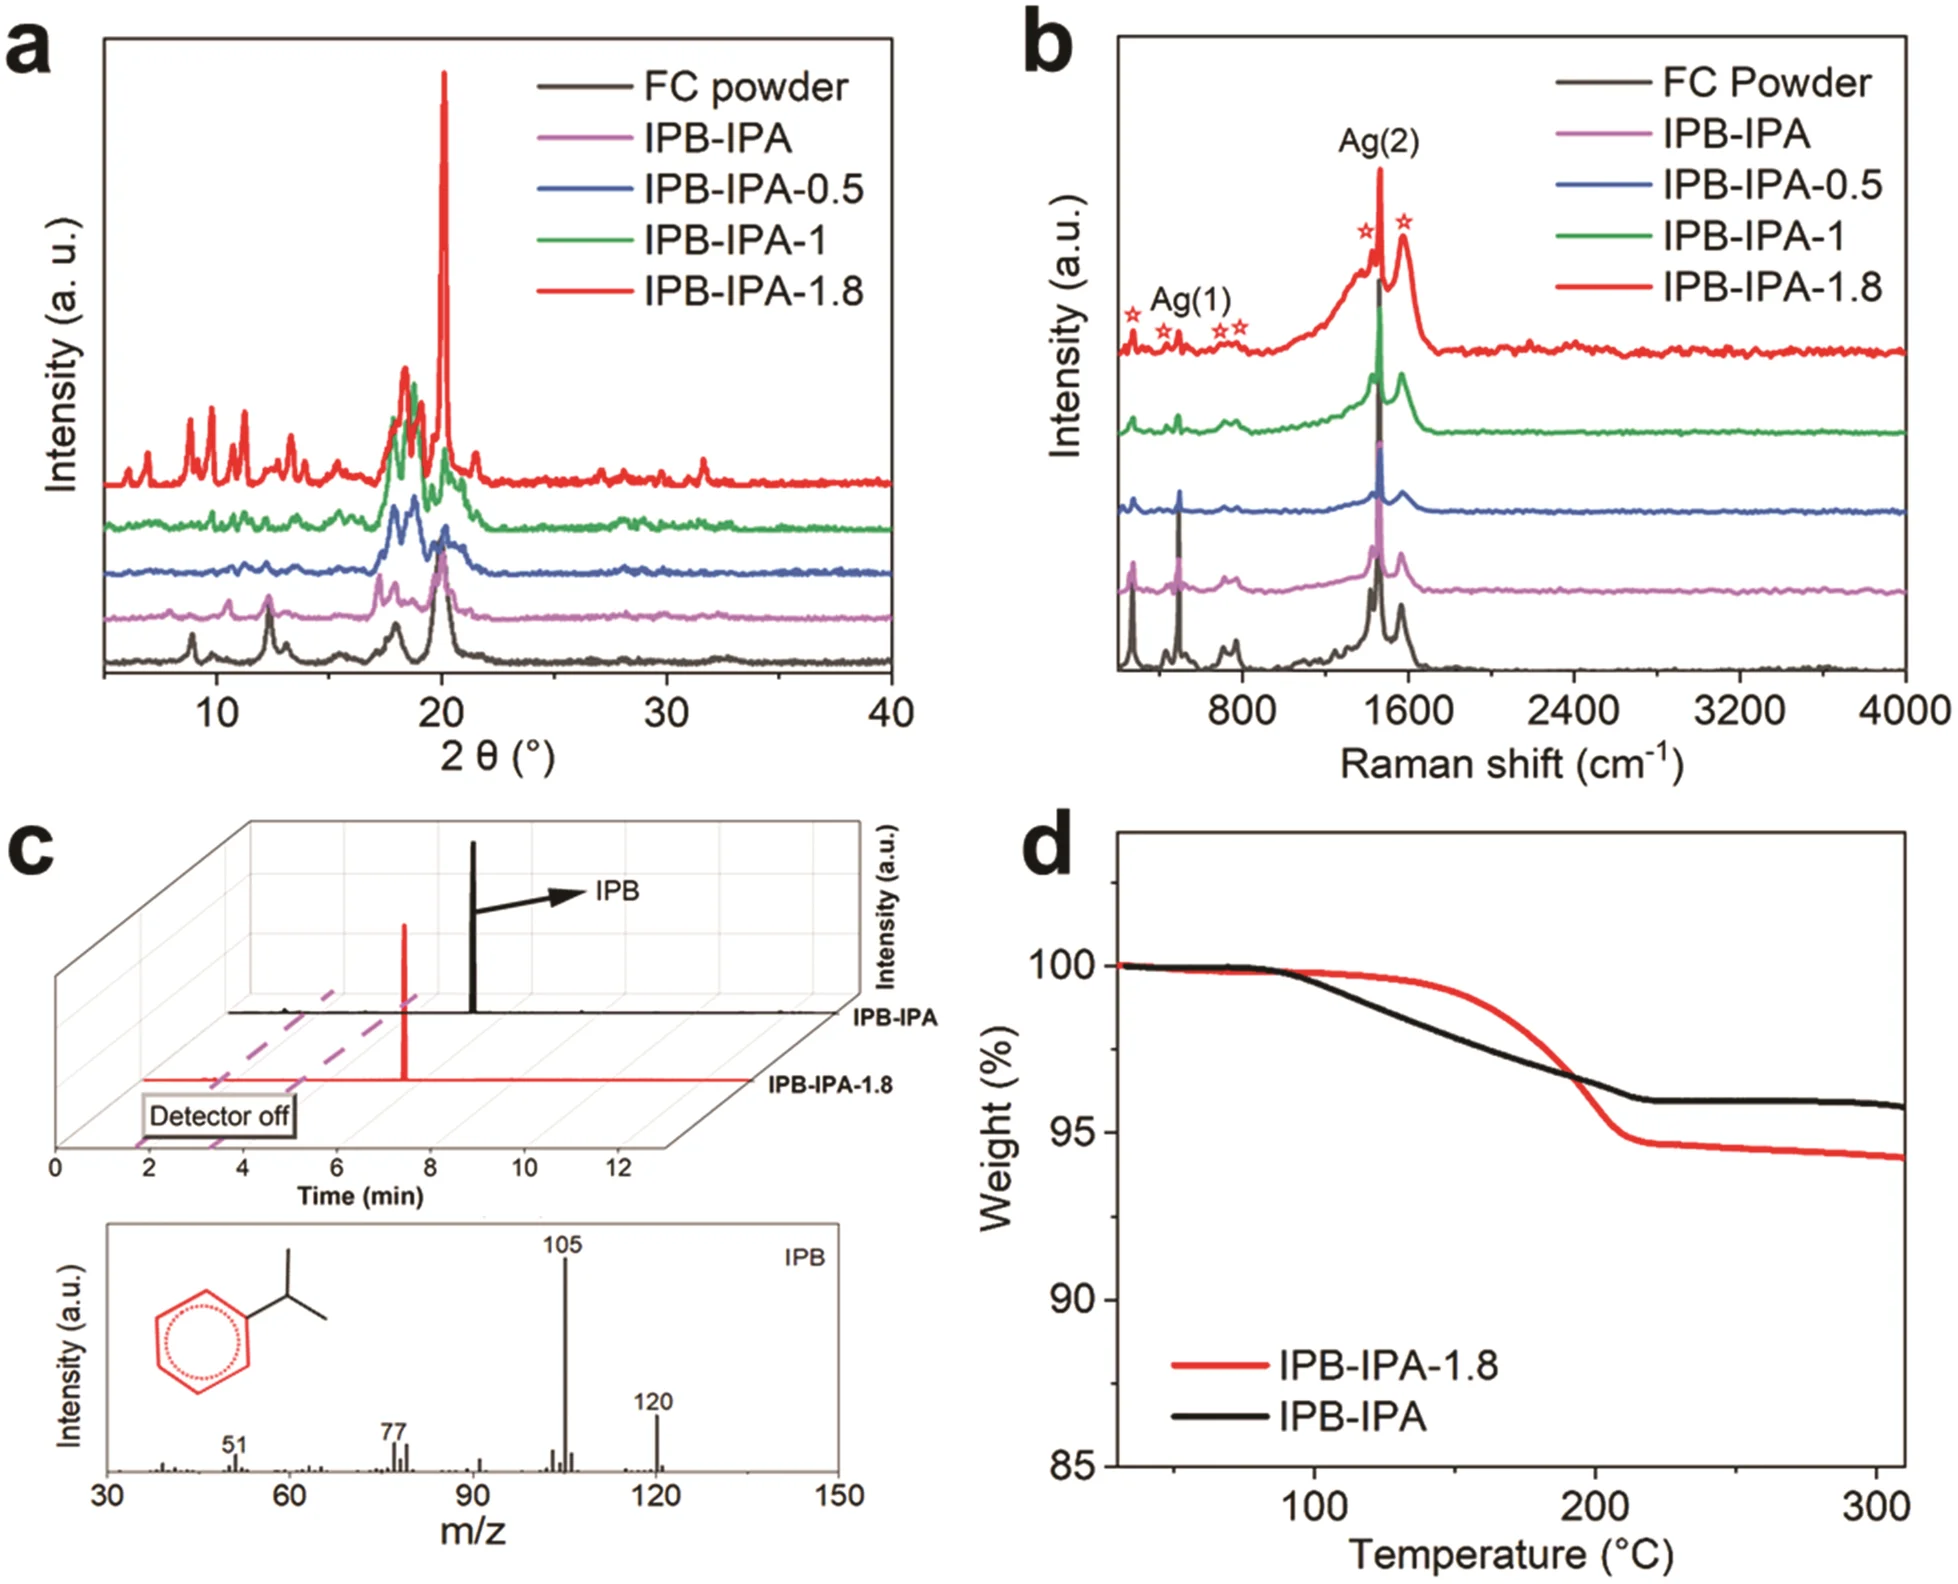 a
Intensity (a. u.)
FC powder
IPB-IPA
IPB-IPA-0.5
IPB-IPA-1
IPB-IPA-1.8
10 20 30 40
2 θ (°)
b
Intensity (a.u.)
FC Powder
IPB-IPA
IPB-IPA-0.5
IPB-IPA-1
IPB-IPA-1.8
Ag(2)
Ag(1)
800 1600 2400 3200 4000
Raman shift (cm-1)
c
Intensity (a.u.)
IPB
IPB-IPA
IPB-IPA-1.8
Detector off
0 2 4 6 8 10 12
Time (min)
Intensity (a.u.)
105
IPB
120
77
51
30 60 90 120 150
m/z
d
Weight (%)
100
95
90
85
IPB-IPA-1.8
IPB-IPA
100 200 300
Temperature (°C)